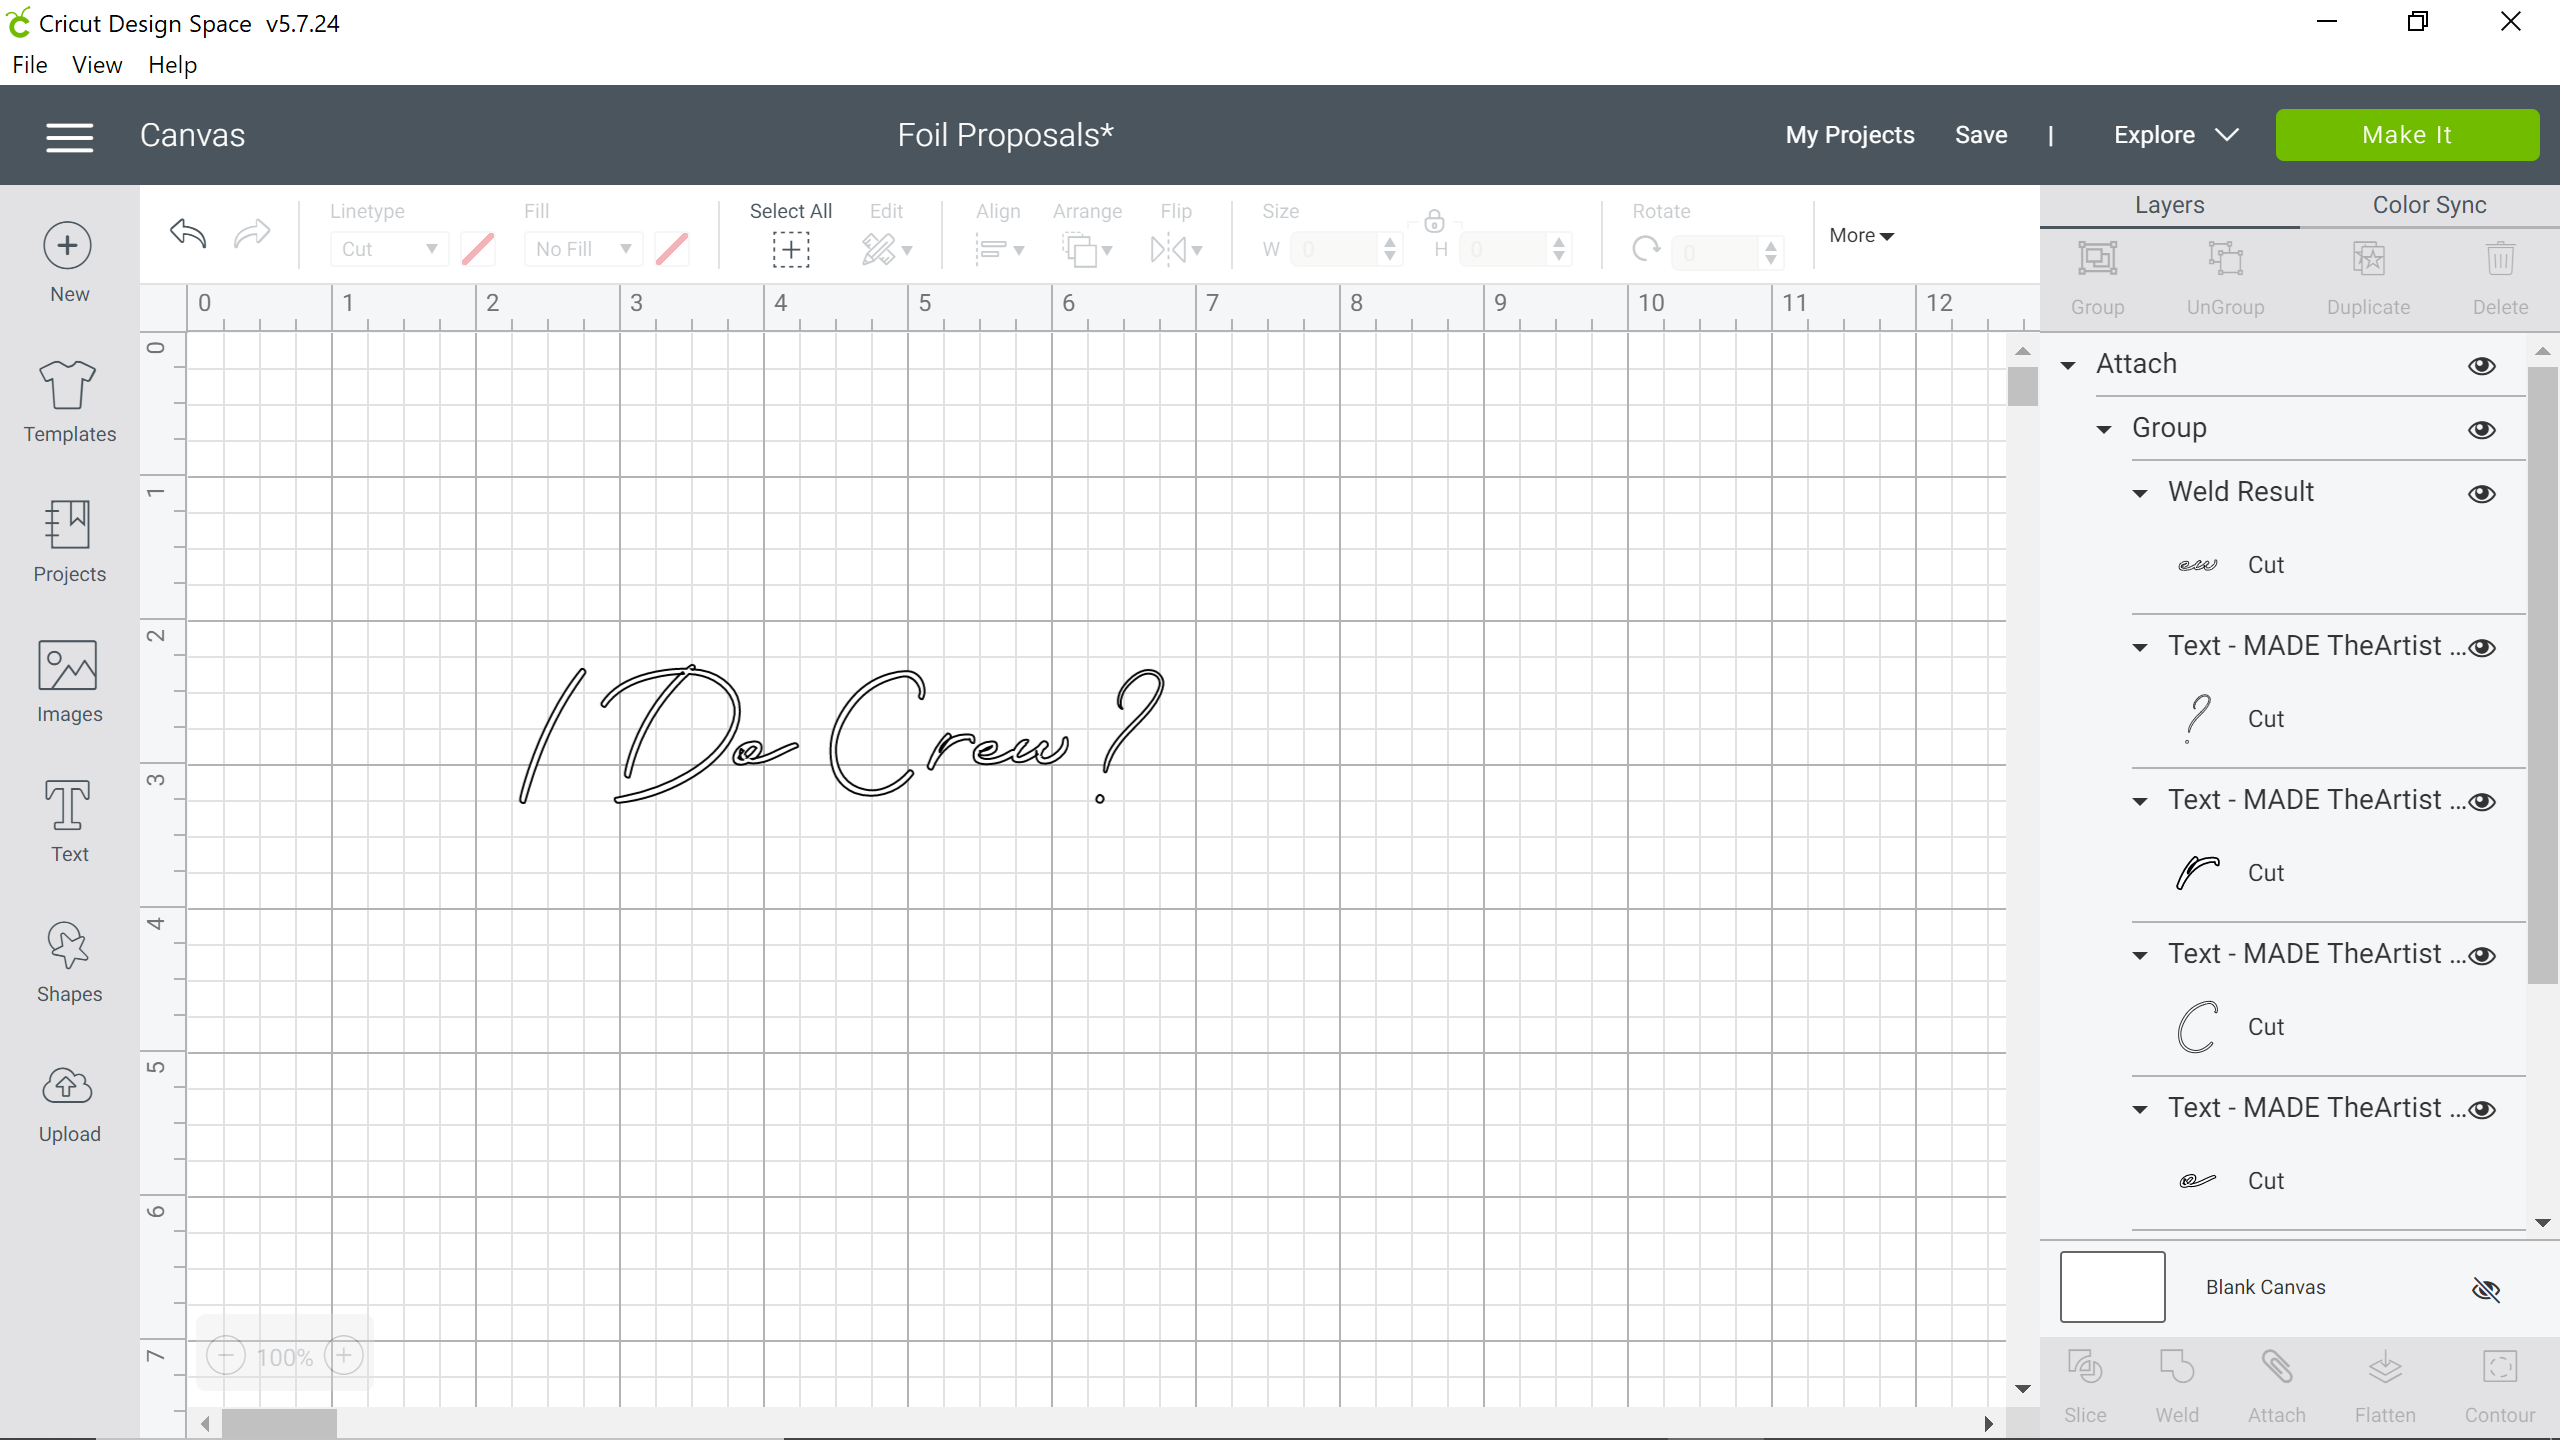 Cricut Design Space v5.7.24
File View Help
Canvas
Foil Proposals*
My Projects Save | Explore
Make It
New
Templates
Projects
Images
Text
Shapes
Upload
Linetype
Cut
Fill
No Fill
Select All
Edit
Align
Arrange
Flip
Size
W 0
H 0
Rotate
0
More
0 1 2 3 4 5 6 7 8 9 10 11 12
0
1
2
3
4
5
6
7
I Do Crew?
100%
Layers
Color Sync
Group
UnGroup
Duplicate
Delete
Attach
Group
Weld Result
ew Cut
Text - MADE TheArtist ...
? Cut
Text - MADE TheArtist ...
r Cut
Text - MADE TheArtist ...
C Cut
Text - MADE TheArtist ...
o Cut
Blank Canvas
Slice
Weld
Attach
Flatten
Contour